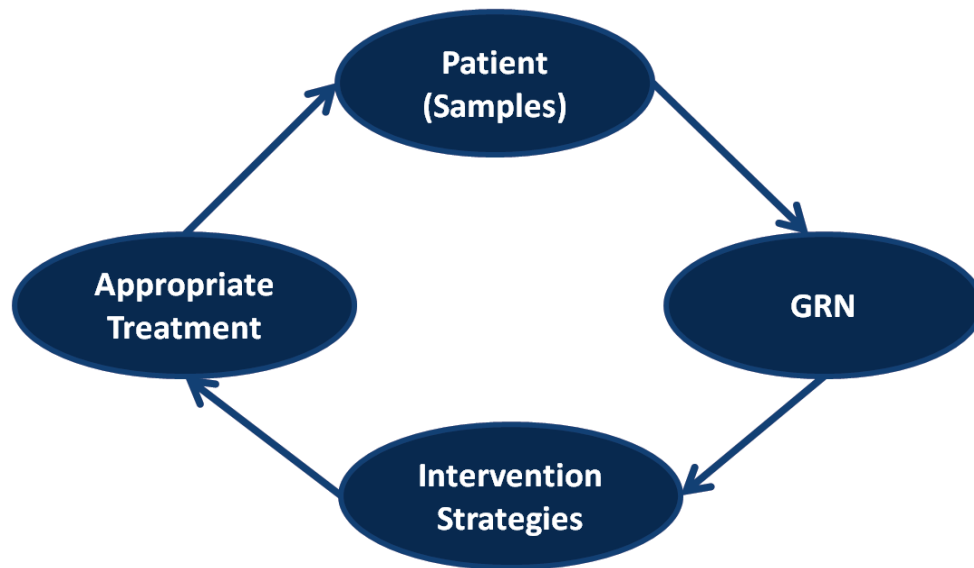 Patient
(Samples)
Appropriate
Treatment
GRN
Intervention
Strategies